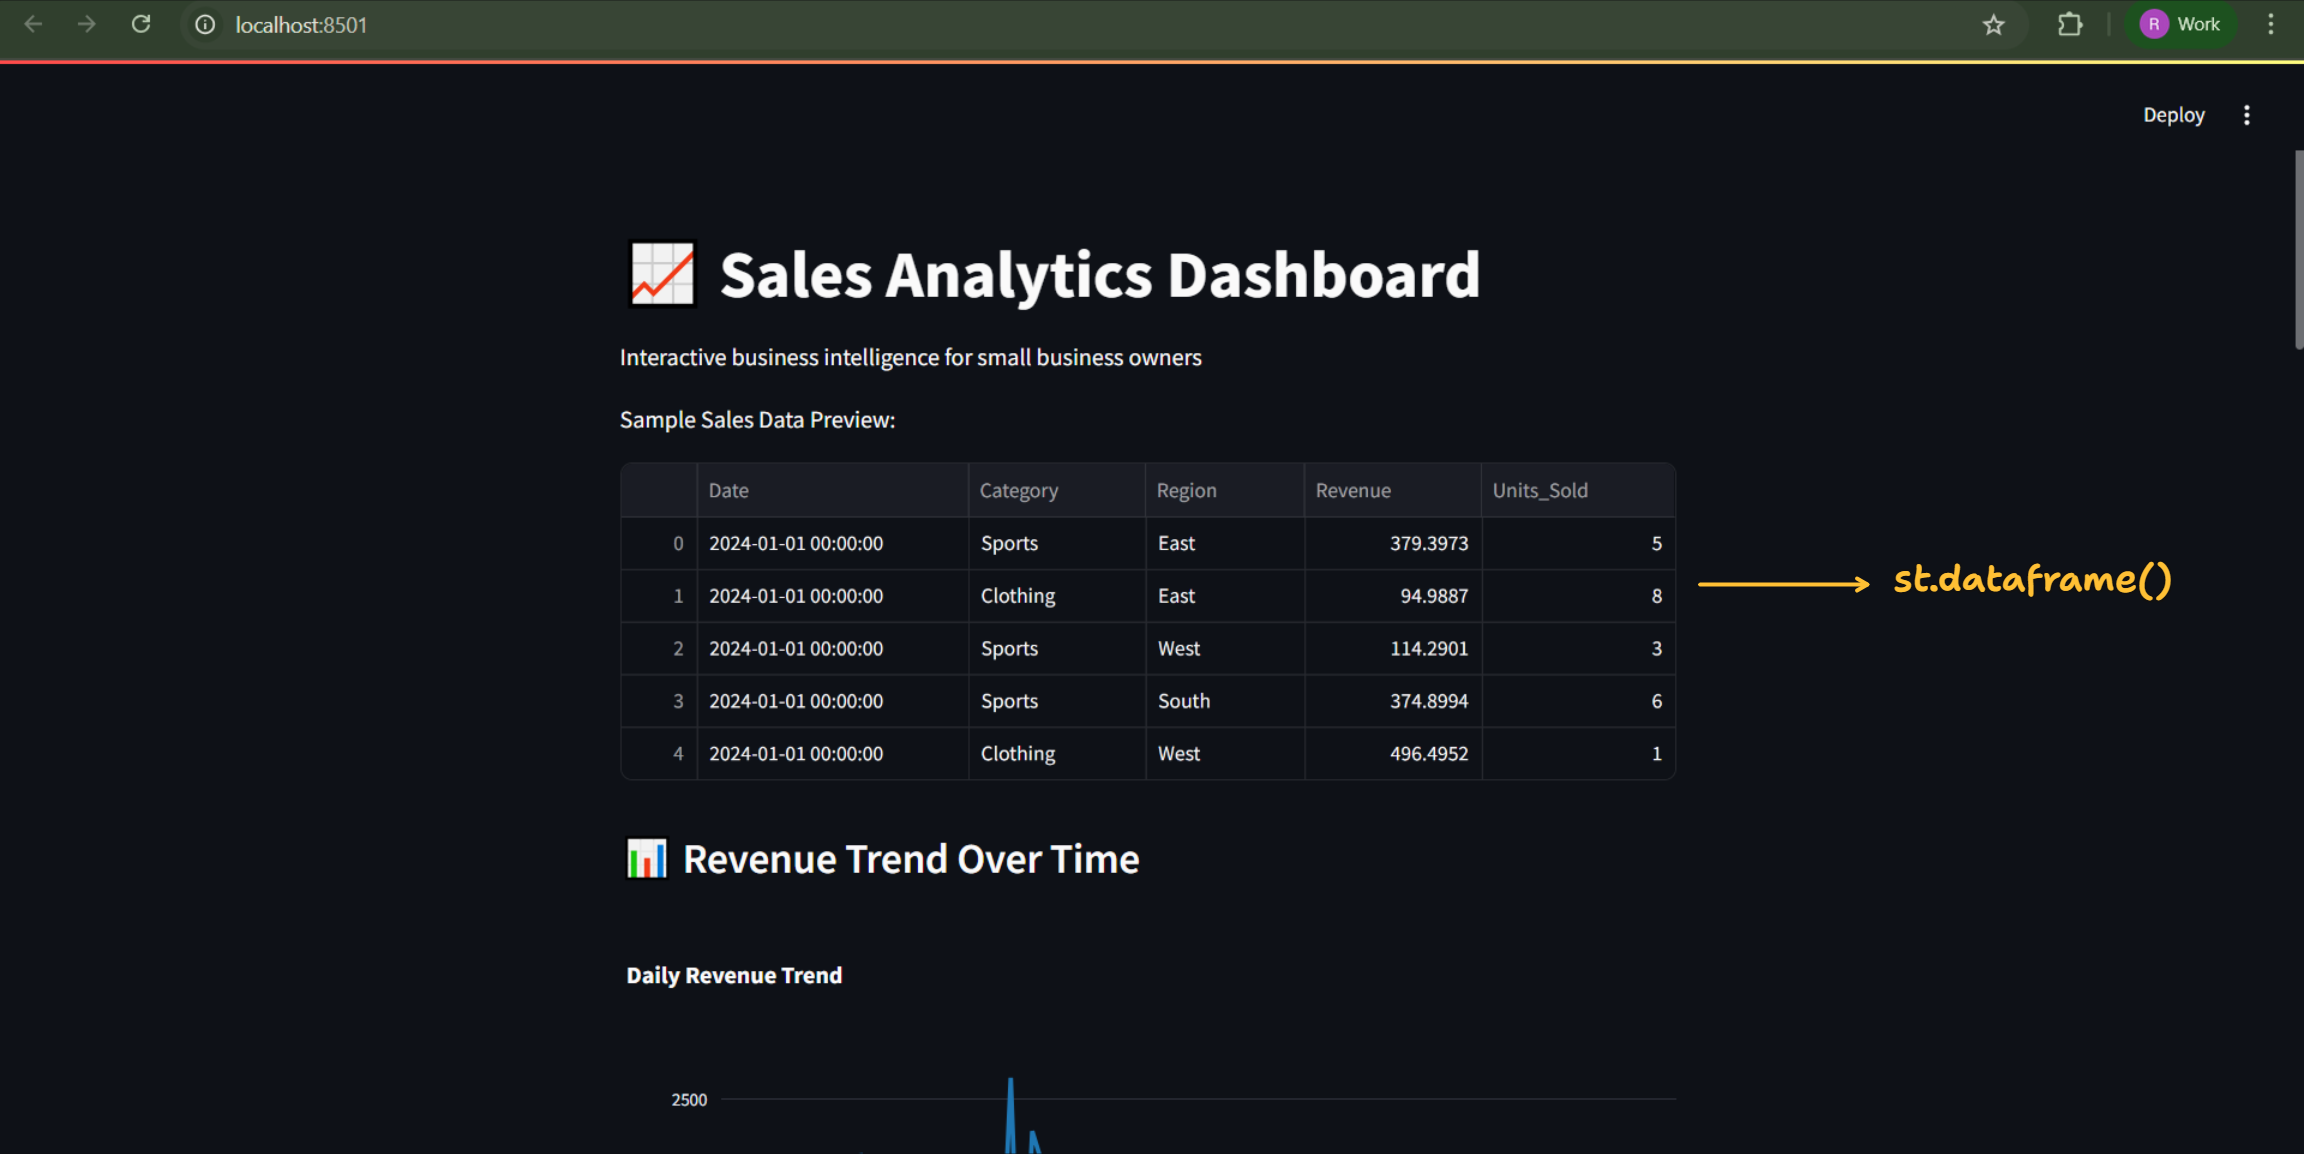 localhost:8501
R Work
Deploy
Sales Analytics Dashboard
Interactive business intelligence for small business owners
Sample Sales Data Preview:
Date Category Region Revenue Units_Sold
0 2024-01-01 00:00:00 Sports East 379.3973 5
1 2024-01-01 00:00:00 Clothing East 94.9887 8
2 2024-01-01 00:00:00 Sports West 114.2901 3
3 2024-01-01 00:00:00 Sports South 374.8994 6
4 2024-01-01 00:00:00 Clothing West 496.4952 1
st.dataframe()
Revenue Trend Over Time
Daily Revenue Trend
2500